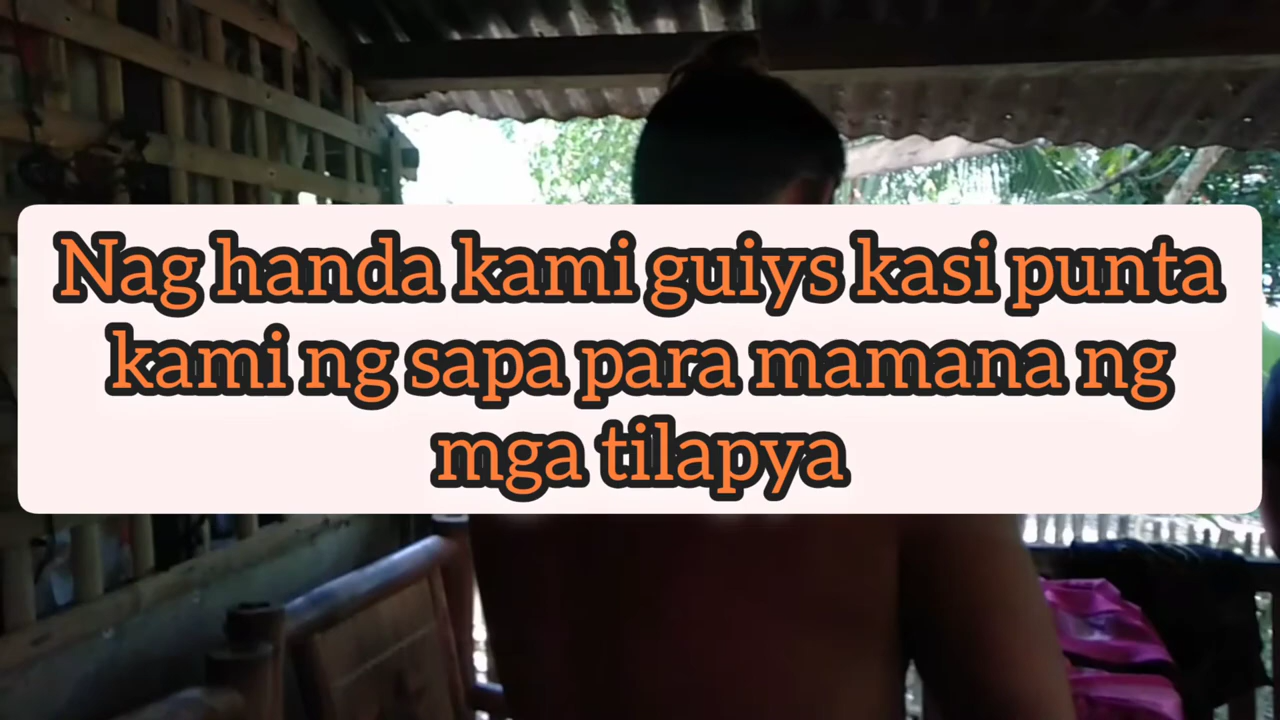 Nag handa kami guiys kasi punta
kami ng sapa para mamana ng
mga tilapya